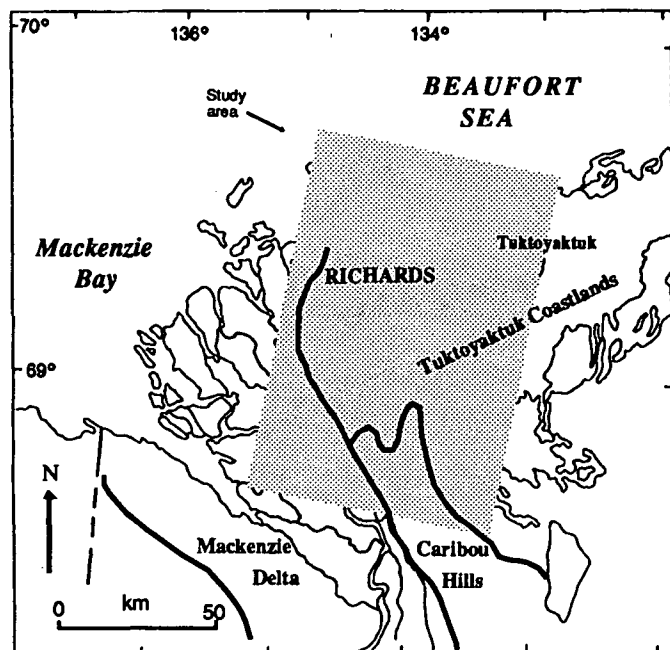 70°
136°
134°
BEAUFORT
SEA
Study
area
Mackenzie
Bay
Tuktoyaktuk
RICHARDS
Tuktoyaktuk Coastlands
69°
N
Mackenzie
Delta
Caribou
Hills
0 km 50